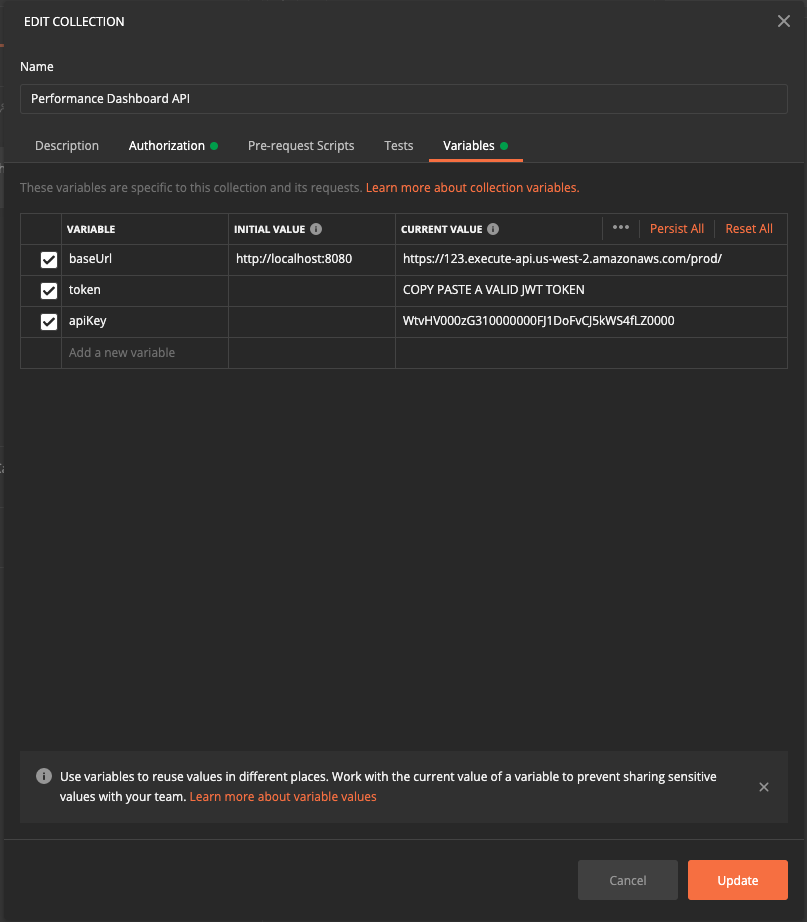 EDIT COLLECTION
Name
Performance Dashboard API
Description Authorization Pre-request Scripts Tests Variables
These variables are specific to this collection and its requests. Learn more about collection variables.
VARIABLE INITIAL VALUE CURRENT VALUE ••• Persist All Reset All
baseUrl http://localhost:8080 https://123.execute-api.us-west-2.amazonaws.com/prod/
token COPY PASTE A VALID JWT TOKEN
apiKey WtvHV000zG310000000FJ1DoFvCJ5kWS4fLZ0000
Add a new variable
Use variables to reuse values in different places. Work with the current value of a variable to prevent sharing sensitive
values with your team. Learn more about variable values
Cancel Update